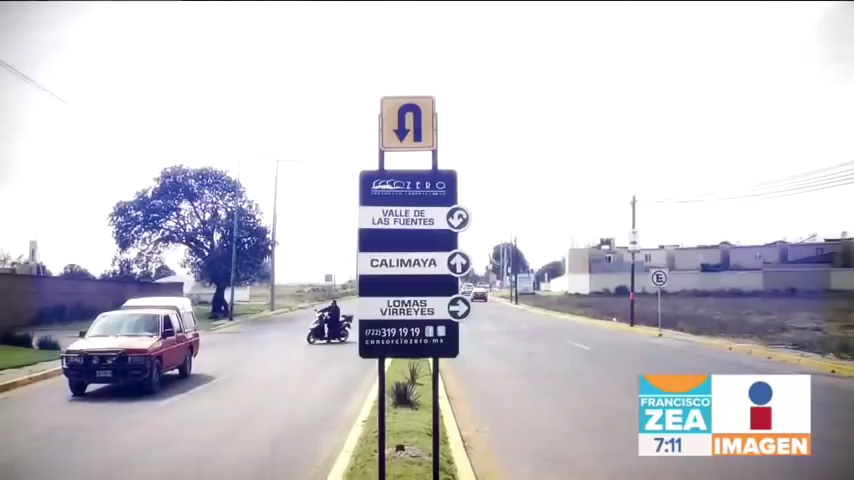 ZERO
VALLE DE
LAS FUENTES
CALIMAYA
LOMAS
VIRREYES
(722)319 19 19
consorciozero.mx
E
FRANCISCO
ZEA
7:11
IMAGEN